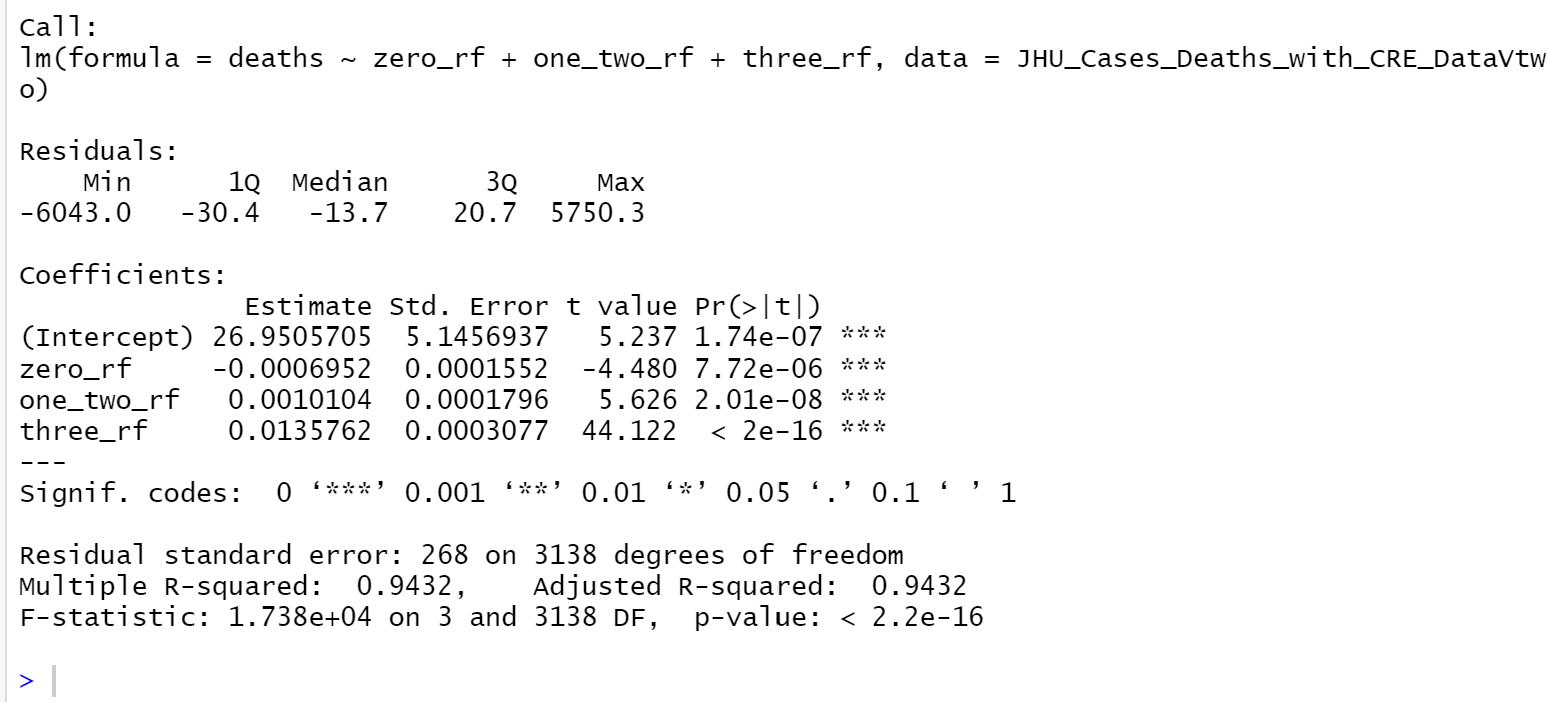 Call:
lm(formula = deaths ~ zero_rf + one_two_rf + three_rf, data = JHU_Cases_Deaths_with_CRE_DataVtw
o)
Residuals:
    Min      1Q  Median      3Q     Max
-6043.0   -30.4   -13.7    20.7  5750.3
Coefficients:
              Estimate Std. Error t value Pr(>|t|)
(Intercept) 26.9505705  5.1456937   5.237 1.74e-07 ***
zero_rf     -0.0006952  0.0001552  -4.480 7.72e-06 ***
one_two_rf   0.0010104  0.0001796   5.626 2.01e-08 ***
three_rf     0.0135762  0.0003077  44.122  < 2e-16 ***
---
Signif. codes:  0 ‘***’ 0.001 ‘**’ 0.01 ‘*’ 0.05 ‘.’ 0.1 ‘ ’ 1
Residual standard error: 268 on 3138 degrees of freedom
Multiple R-squared:  0.9432,    Adjusted R-squared:  0.9432
F-statistic: 1.738e+04 on 3 and 3138 DF,  p-value: < 2.2e-16
>